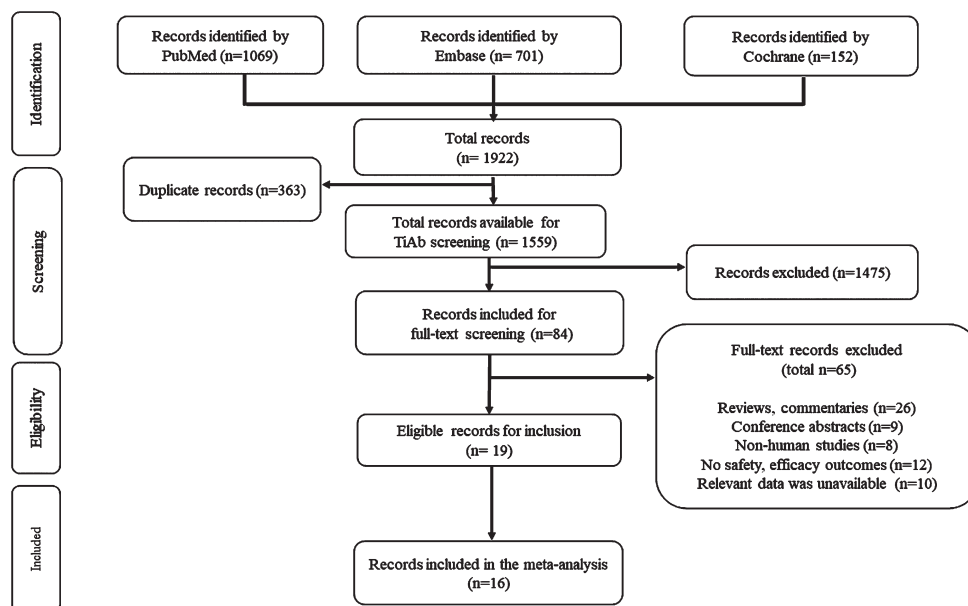 Identification
Records identified by
PubMed (n=1069)
Records identified by
Embase (n= 701)
Records identified by
Cochrane (n=152)
Total records
(n= 1922)
Screening
Duplicate records (n=363)
Total records available for
TiAb screening (n= 1559)
Records excluded (n=1475)
Records included for
full-text screening (n=84)
Full-text records excluded
(total n=65)
Reviews, commentaries (n=26)
Conference abstracts (n=9)
Non-human studies (n=8)
No safety, efficacy outcomes (n=12)
Relevant data was unavailable (n=10)
Eligibility
Eligible records for inclusion
(n= 19)
Included
Records included in the meta-analysis
(n=16)